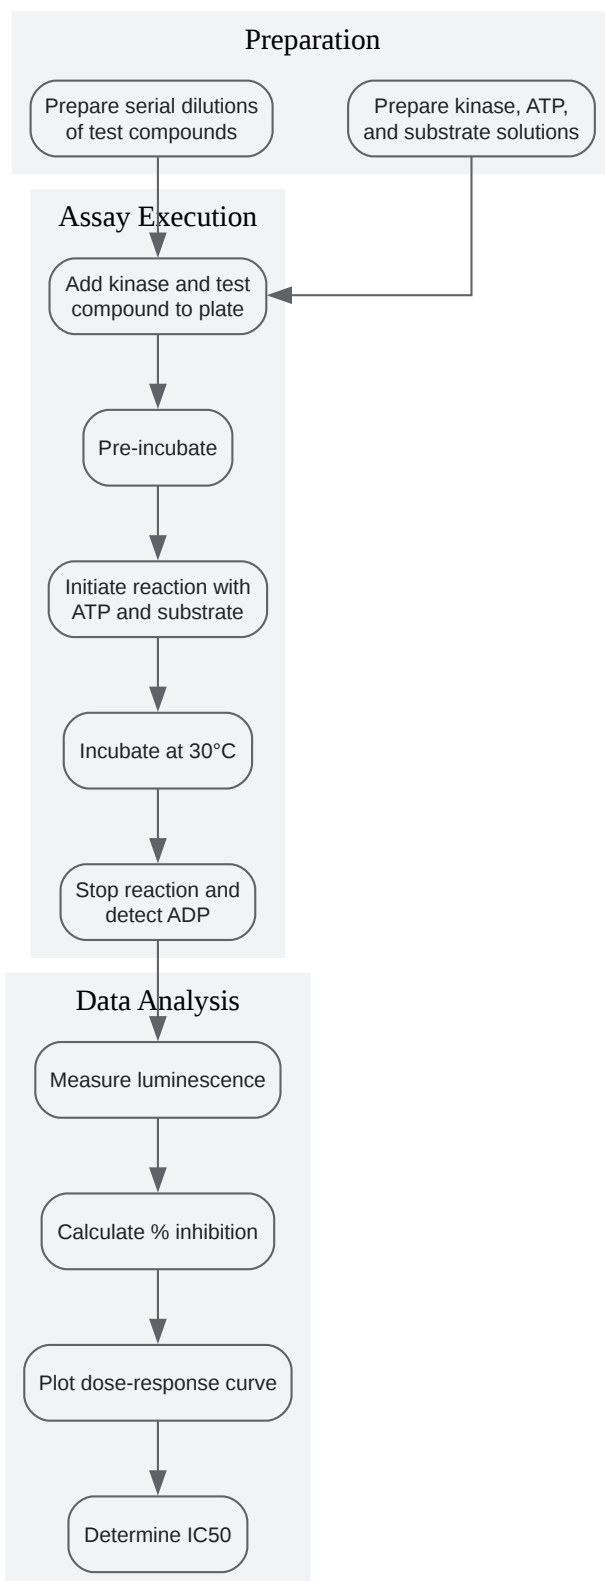 Preparation
Prepare serial dilutions
of test compounds
Prepare kinase, ATP,
and substrate solutions
Assay Execution
Add kinase and test
compound to plate
Pre-incubate
Initiate reaction with
ATP and substrate
Incubate at 30°C
Stop reaction and
detect ADP
Data Analysis
Measure luminescence
Calculate % inhibition
Plot dose-response curve
Determine IC50